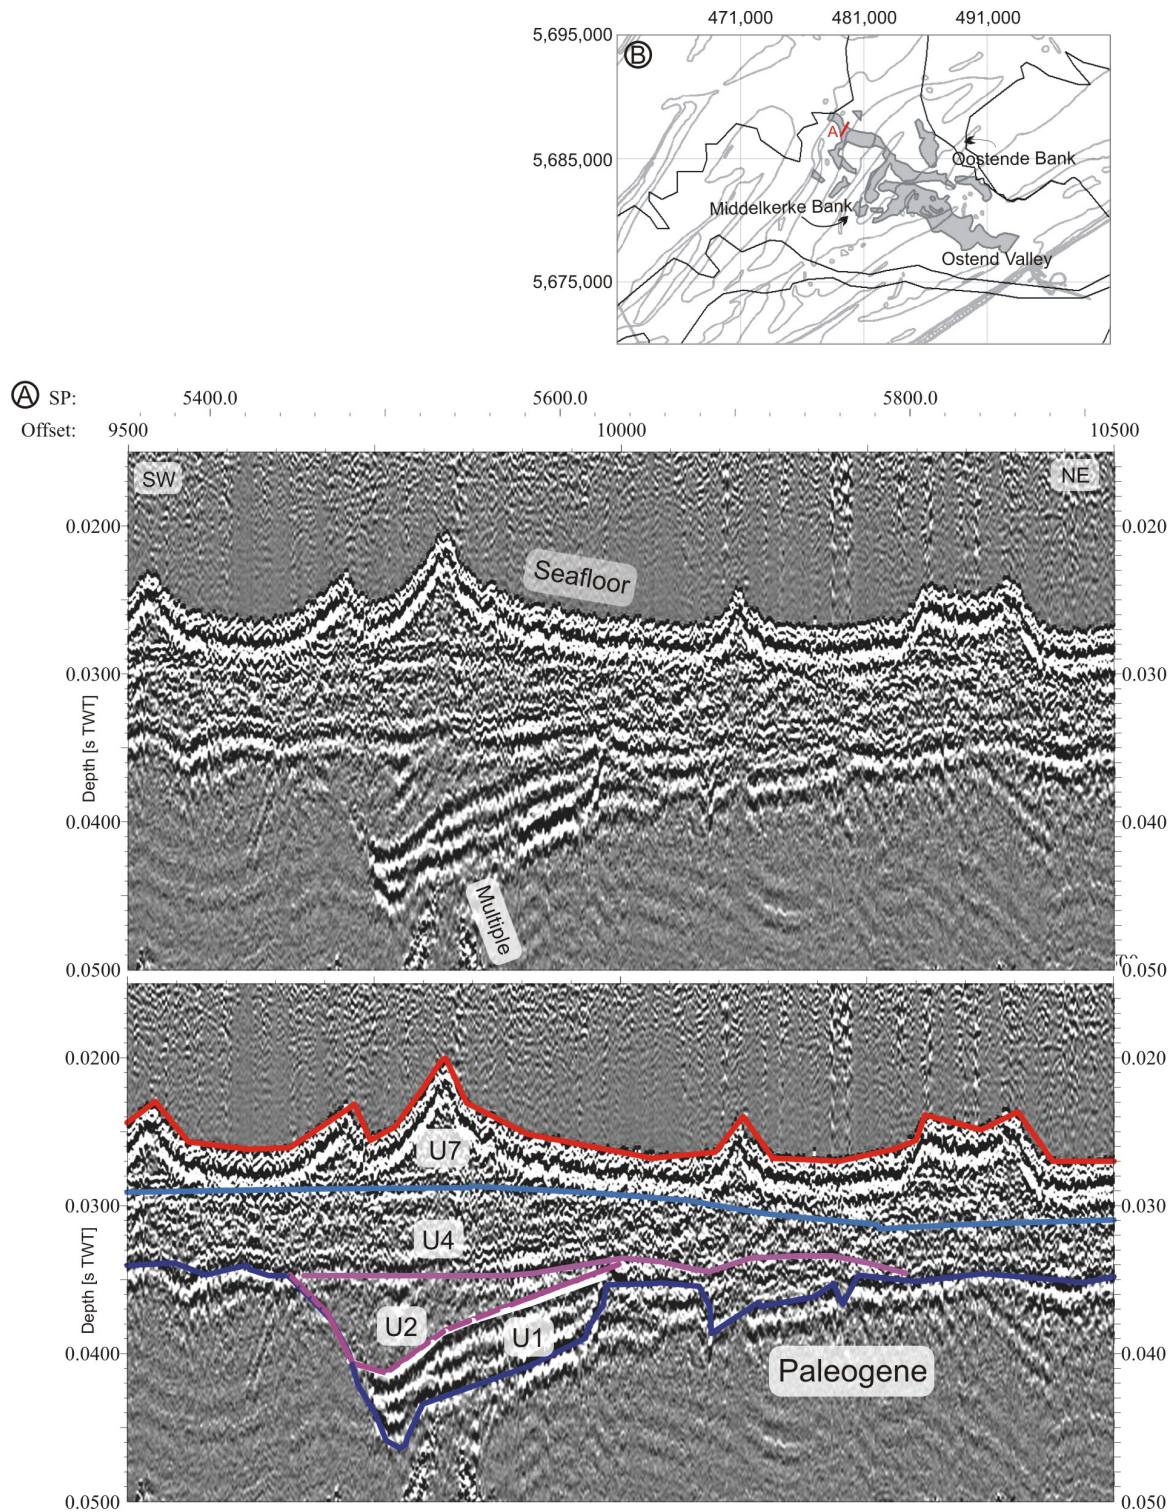 471,000 481,000 491,000
5,695,000
B
A
5,685,000
Oostende Bank
Middelkerke Bank
Ostend Valley
5,675,000
A SP: 5400.0 5600.0 5800.0
Offset: 9500 10000 10500
SW NE
0.0200 0.020
Seafloor
0.0300 0.030
Depth [s TWT]
0.0400 0.040
Multiple
0.0500 0.050
0.0200 0.020
U7
0.0300 0.030
U4
Depth [s TWT]
U2 U1
0.0400 0.040
Paleogene
0.0500 0.050